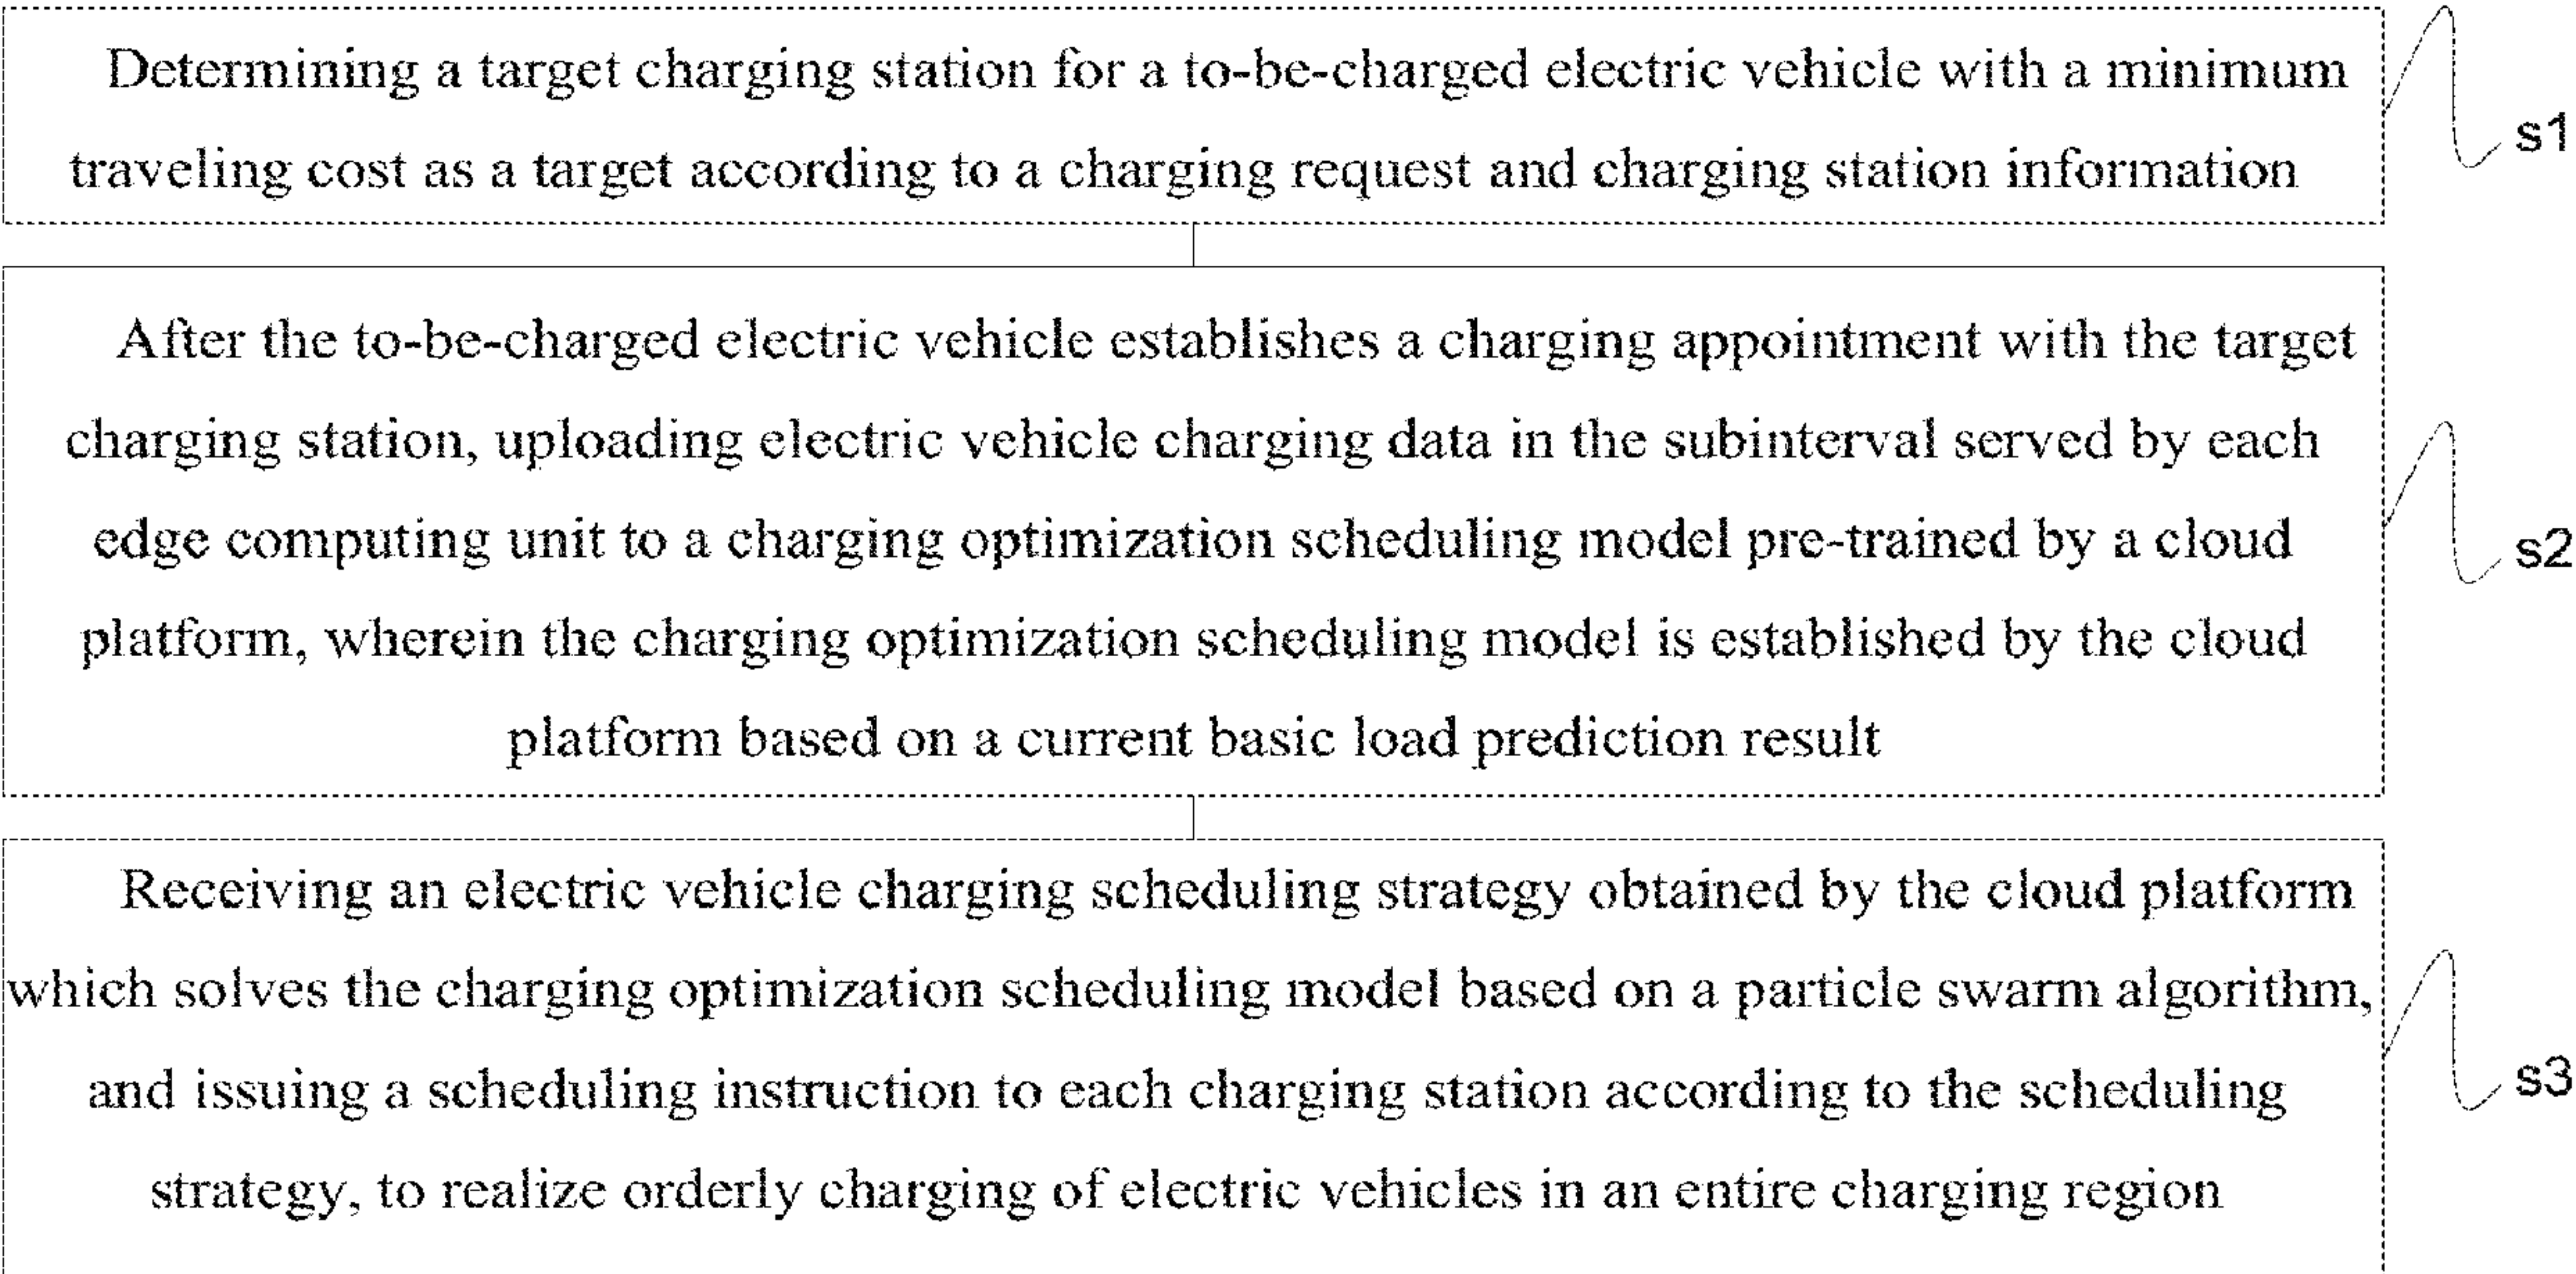 Determining a target charging station for a to-be-charged electric vehicle with a minimum
traveling cost as a target according to a charging request and charging station information
s1
After the to-be-charged electric vehicle establishes a charging appointment with the target
charging station, uploading electric vehicle charging data in the subinterval served by each
edge computing unit to a charging optimization scheduling model pre-trained by a cloud
platform, wherein the charging optimization scheduling model is established by the cloud
platform based on a current basic load prediction result
s2
Receiving an electric vehicle charging scheduling strategy obtained by the cloud platform
which solves the charging optimization scheduling model based on a particle swarm algorithm,
and issuing a scheduling instruction to each charging station according to the scheduling
strategy, to realize orderly charging of electric vehicles in an entire charging region
s3